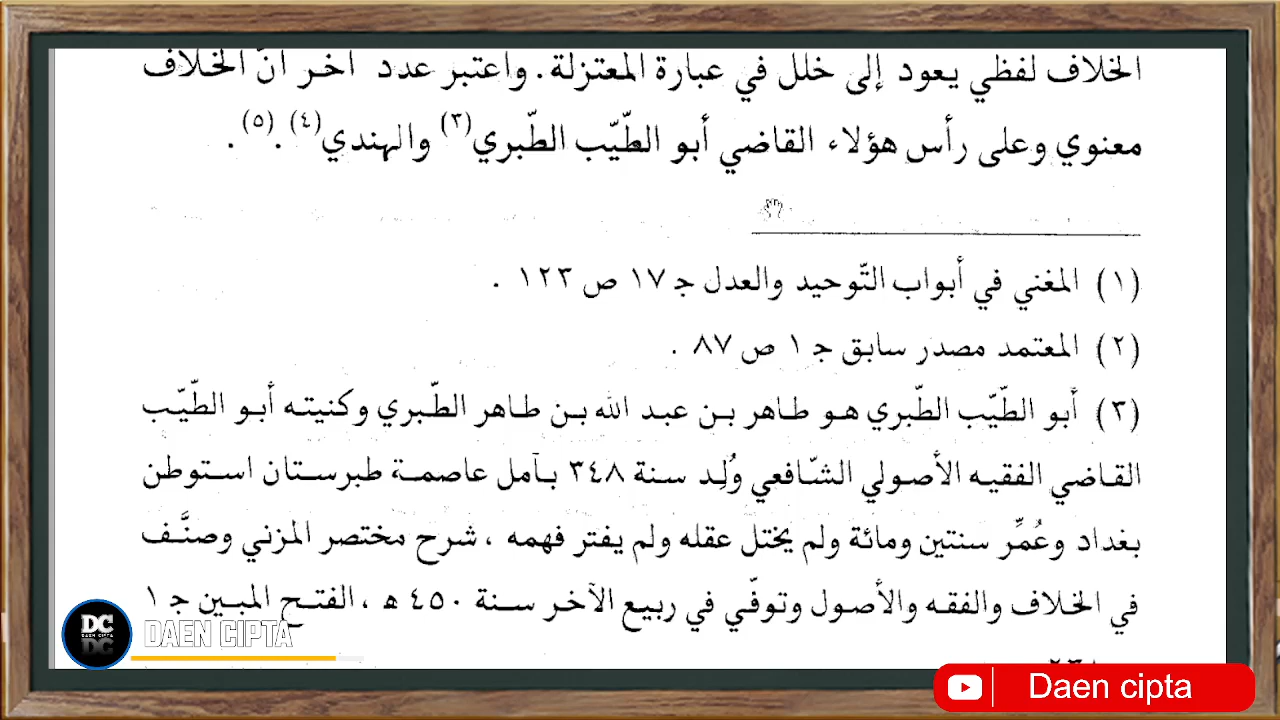 الخلاف لفظي يعود إلى خلل في عبارة المعتزلة . واعتبر عدد آخر أنّ الخلاف
معنوي وعلى رأس هؤلاء القاضي أبو الطّيّب الطّبري(٣) والهندي(٤) .(٥) .
(١) المغني في أبواب التّوحيد والعدل جـ ١٧ ص ١٢٣ .
(٢) المعتمد مصدر سابق جـ ١ ص ٨٧ .
(٣) أبو الطّيّب الطّبري هو طاهر بن عبد الله بن طاهر الطّبري وكنيته أبو الطّيّب
القاضي الفقيه الأصولي الشّافعي وُلِد سنة ٣٤٨ بآمل عاصمة طبرستان استوطن
بغداد وعُمِّر سنتين ومائة ولم يختل عقله ولم يفتر فهمه ، شرح مختصر المزني وصنَّف
في الخلاف والفقه والأصول وتوفّي في ربيع الآخر سنة ٤٥٠ هـ ، الفتح المبين جـ ١
DC
DAEN CIPTA
DAEN CIPTA
Daen cipta